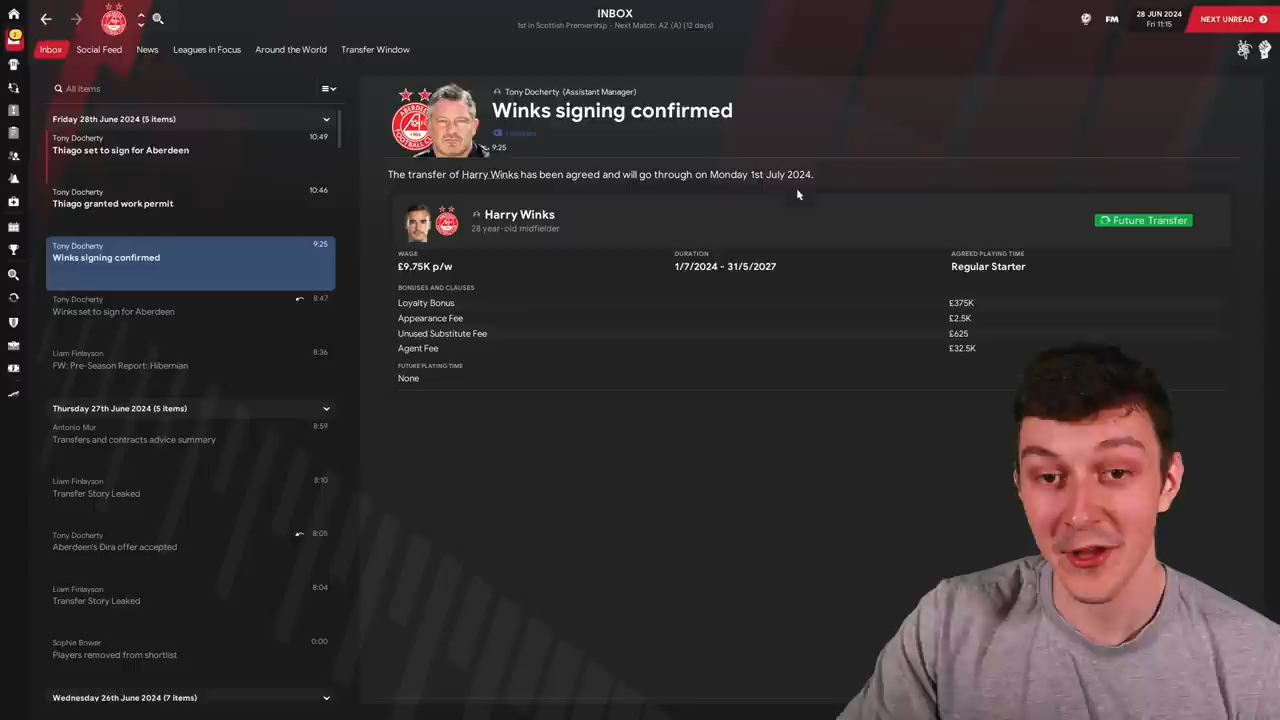 INBOX
1st in Scottish Premiership - Next Match: AZ (A) (12 days)
FM
28 JUN 2024
Fri 11:15
NEXT UNREAD
Inbox
Social Feed
News
Leagues in Focus
Around the World
Transfer Window
All Items
Friday 28th June 2024 (5 items)
Tony Docherty
10:49
Thiago set to sign for Aberdeen
Tony Docherty
10:46
Thiago granted work permit
Tony Docherty
9:25
Winks signing confirmed
Tony Docherty
8:47
Winks set to sign for Aberdeen
Liam Finlayson
8:36
FW: Pre-Season Report: Hibernian
Thursday 27th June 2024 (5 items)
Antonio Mur
8:59
Transfers and contracts advice summary
Liam Finlayson
8:10
Transfer Story Leaked
Tony Docherty
8:05
Aberdeen's Đira offer accepted
Liam Finlayson
8:04
Transfer Story Leaked
Sophie Bower
0:00
Players removed from shortlist
Wednesday 26th June 2024 (7 items)
Tony Docherty (Assistant Manager)
Winks signing confirmed
9:25
The transfer of Harry Winks has been agreed and will go through on Monday 1st July 2024.
Harry Winks
28 year-old midfielder
Future Transfer
WAGE
£9.75K p/w
DURATION
1/7/2024 - 31/5/2027
AGREED PLAYING TIME
Regular Starter
BONUSES AND CLAUSES
Loyalty Bonus
£375K
Appearance Fee
£2.5K
Unused Substitute Fee
£625
Agent Fee
£32.5K
FUTURE PLAYING TIME
None